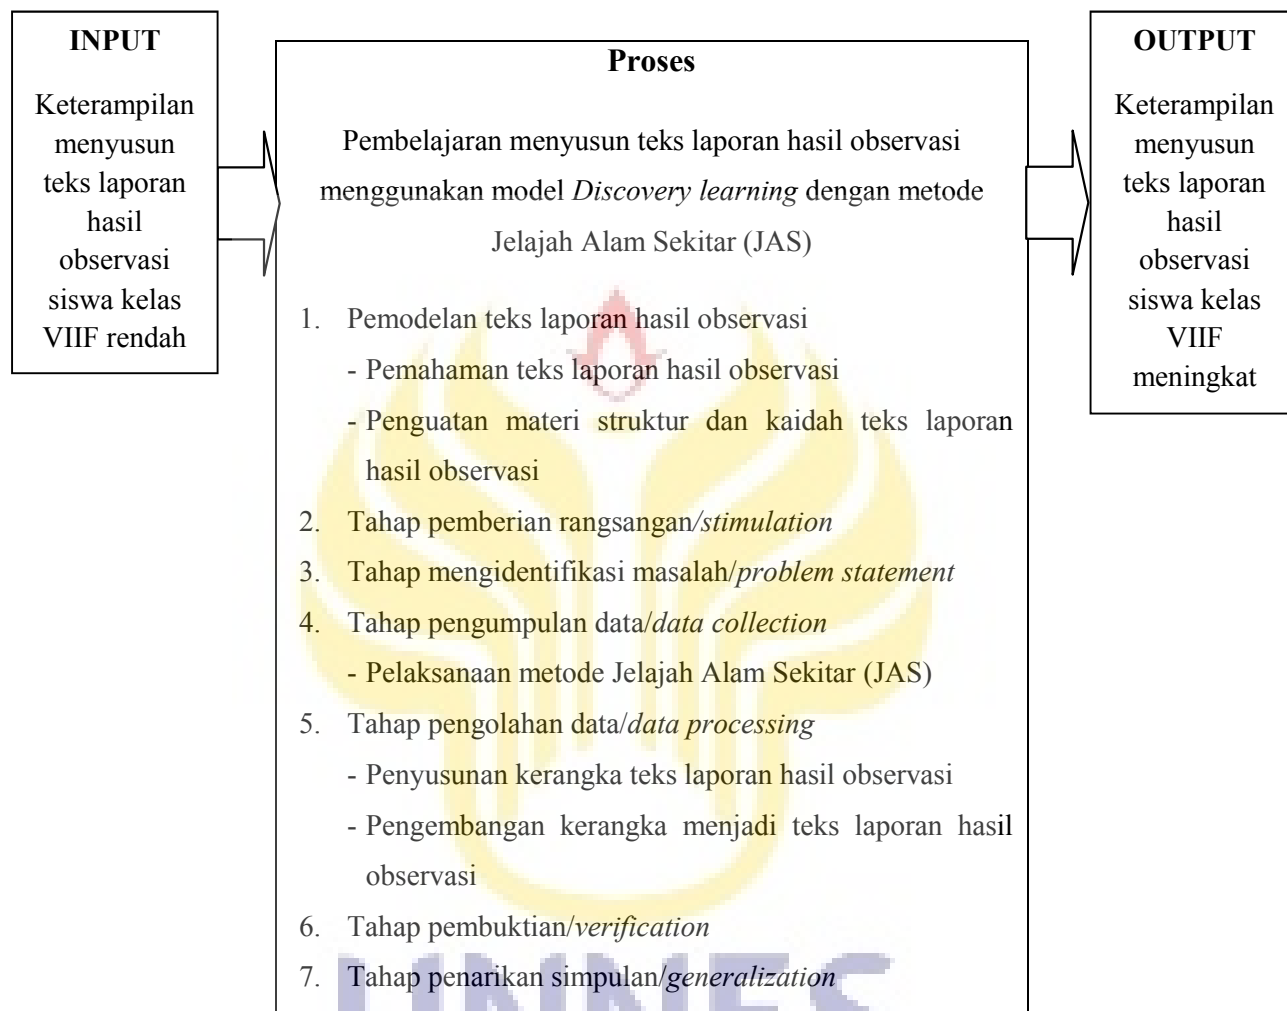 INPUT
Keterampilan
menyusun
teks laporan
hasil
observasi
siswa kelas
VIIF rendah
Proses
Pembelajaran menyusun teks laporan hasil observasi
menggunakan model Discovery learning dengan metode
Jelajah Alam Sekitar (JAS)
1. Pemodelan teks laporan hasil observasi
- Pemahaman teks laporan hasil observasi
- Penguatan materi struktur dan kaidah teks laporan
hasil observasi
2. Tahap pemberian rangsangan/stimulation
3. Tahap mengidentifikasi masalah/problem statement
4. Tahap pengumpulan data/data collection
- Pelaksanaan metode Jelajah Alam Sekitar (JAS)
5. Tahap pengolahan data/data processing
- Penyusunan kerangka teks laporan hasil observasi
- Pengembangan kerangka menjadi teks laporan hasil
observasi
6. Tahap pembuktian/verification
7. Tahap penarikan simpulan/generalization
OUTPUT
Keterampilan
menyusun
teks laporan
hasil
observasi
siswa kelas
VIIF
meningkat
UNNES